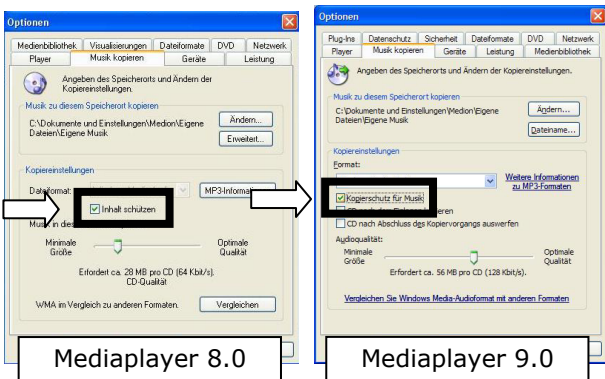 Optionen
Medienbibliothek Visualisierungen Dateiformate DVD Netzwerk
Player Musik kopieren Geräte Leistung
Angeben des Speicherorts und Ändern der
Kopiereinstellungen.
Musik zu diesem Speicherort kopieren
C:\Dokumente und Einstellungen\Medion\Eigene
Dateien\Eigene Musik
Ändern...
Erweitert...
Kopiereinstellungen
Dateiformat:
Inhalt schützen
Musik in
Minimale
Größe
Optimale
Qualität
Erfordert ca. 28 MB pro CD (64 Kbit/s).
CD-Qualität
WMA im Vergleich zu anderen Formaten.
Vergleichen
Mediaplayer 8.0
Optionen
Plug-Ins Datenschutz Sicherheit Dateiformate DVD Netzwerk
Player Musik kopieren Geräte Leistung Medienbibliothek
Angeben des Speicherorts und Ändern der Kopiereinstellungen.
Musik zu diesem Speicherort kopieren
C:\Dokumente und Einstellungen\Medion\Eigene
Dateien\Eigene Musik
Ändern...
Dateiname...
Kopiereinstellungen
Format:
Weitere Informationen
zu MP3-Formaten
Kopierschutz für Musik
CD nach Abschluss des Kopiervorgangs auswerfen
Audioqualität:
Minimale
Größe
Optimale
Qualität
Erfordert ca. 56 MB pro CD (128 Kbit/s).
Vergleichen Sie Windows Media-Audioformat mit anderen Formaten
Mediaplayer 9.0